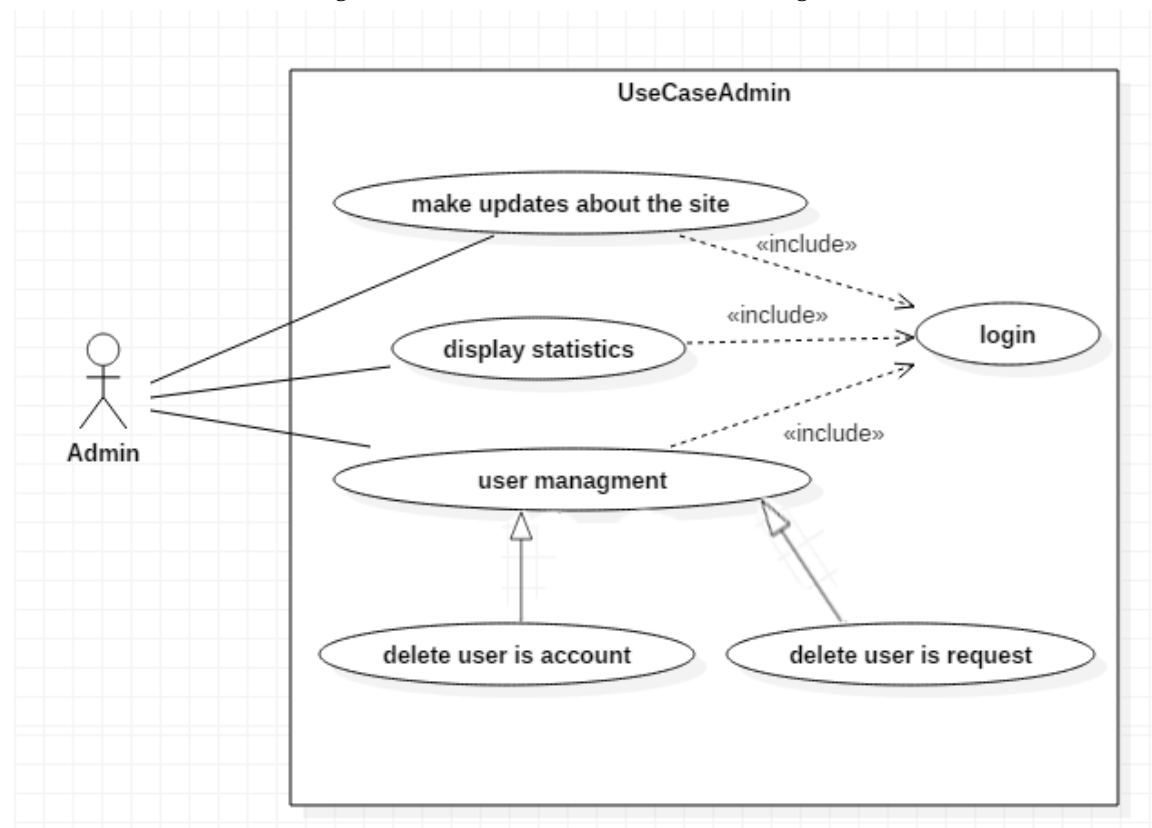 UseCaseAdmin
make updates about the site
«include»
«include»
display statistics
login
«include»
Admin
user managment
delete user is account
delete user is request